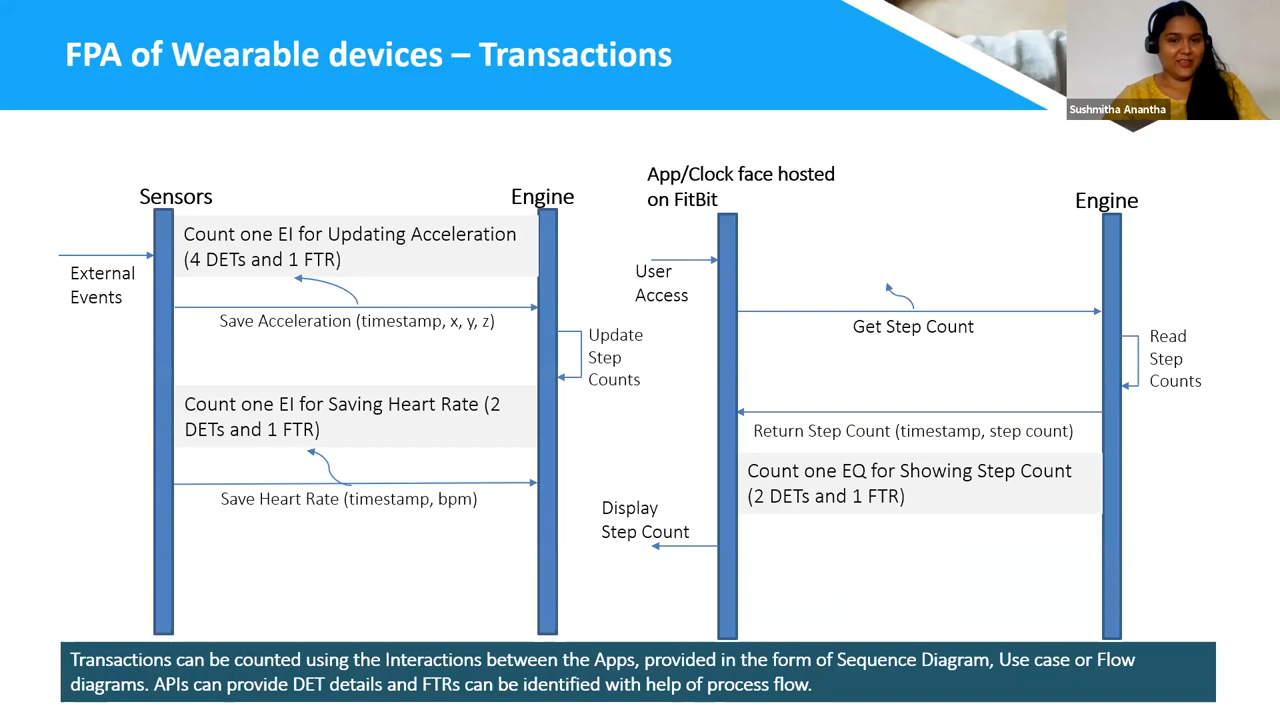 FPA of Wearable devices – Transactions
Sushmitha Anantha
Sensors
Engine
Count one EI for Updating Acceleration
(4 DETs and 1 FTR)
External
Events
Save Acceleration (timestamp, x, y, z)
Update
Step
Counts
Count one EI for Saving Heart Rate (2
DETs and 1 FTR)
Save Heart Rate (timestamp, bpm)
App/Clock face hosted
on FitBit
Engine
User
Access
Get Step Count
Read
Step
Counts
Return Step Count (timestamp, step count)
Count one EQ for Showing Step Count
(2 DETs and 1 FTR)
Display
Step Count
Transactions can be counted using the Interactions between the Apps, provided in the form of Sequence Diagram, Use case or Flow
diagrams. APIs can provide DET details and FTRs can be identified with help of process flow.